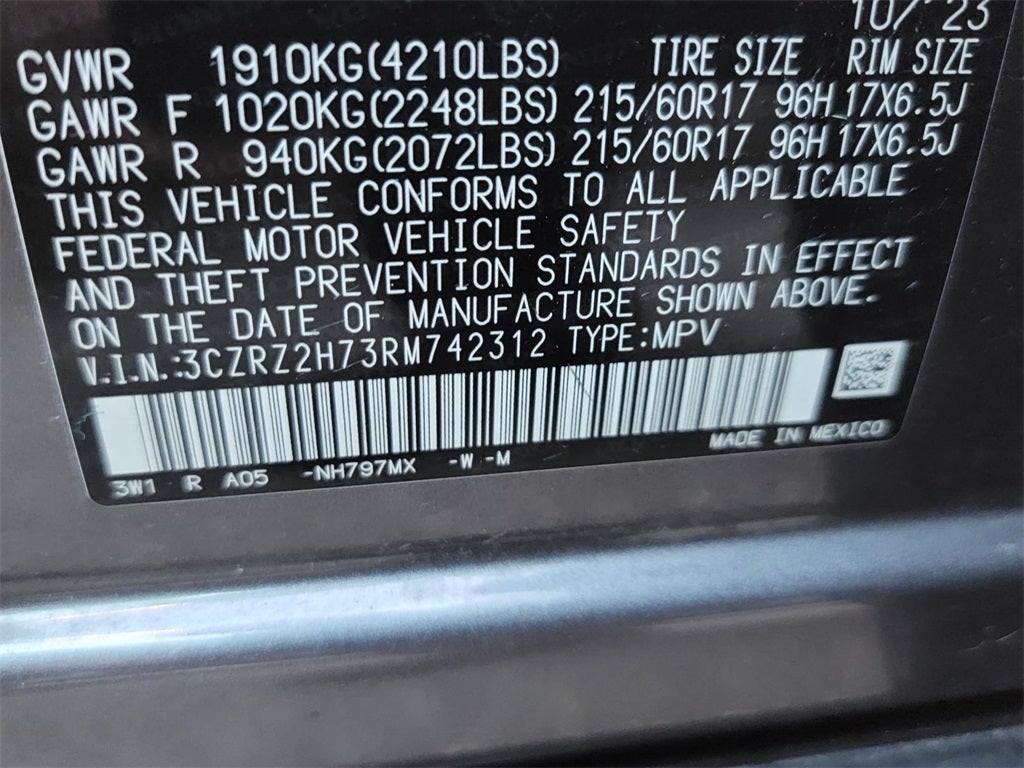 GVWR 1910KG(4210LBS) TIRE SIZE RIM SIZE
GAWR F 1020KG(2248LBS) 215/60R17 96H 17X6.5J
GAWR R 940KG(2072LBS) 215/60R17 96H 17X6.5J
THIS VEHICLE CONFORMS TO ALL APPLICABLE
FEDERAL MOTOR VEHICLE SAFETY
AND THEFT PREVENTION STANDARDS IN EFFECT
ON THE DATE OF MANUFACTURE SHOWN ABOVE.
V.I.N.:3CZRZ2H73RM742312 TYPE:MPV
MADE IN MEXICO
3W1 R A05 -NH797MX -W -M